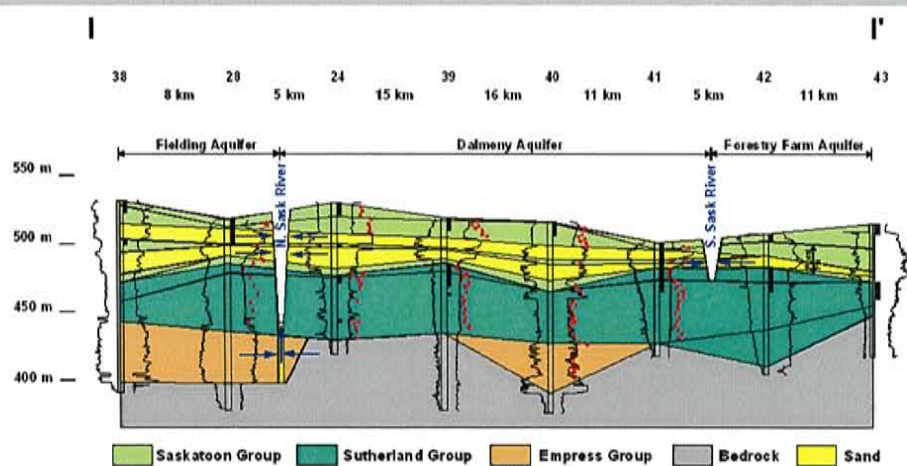 I I'
38 28 24 39 40 41 42 43
8 km 5 km 15 km 16 km 11 km 5 km 11 km
Fielding Aquifer Dalmeny Aquifer Forestry Farm Aquifer
550 m
N. Sask River
S. Sask River
500 m
450 m
400 m
Saskatoon Group Sutherland Group Empress Group Bedrock Sand